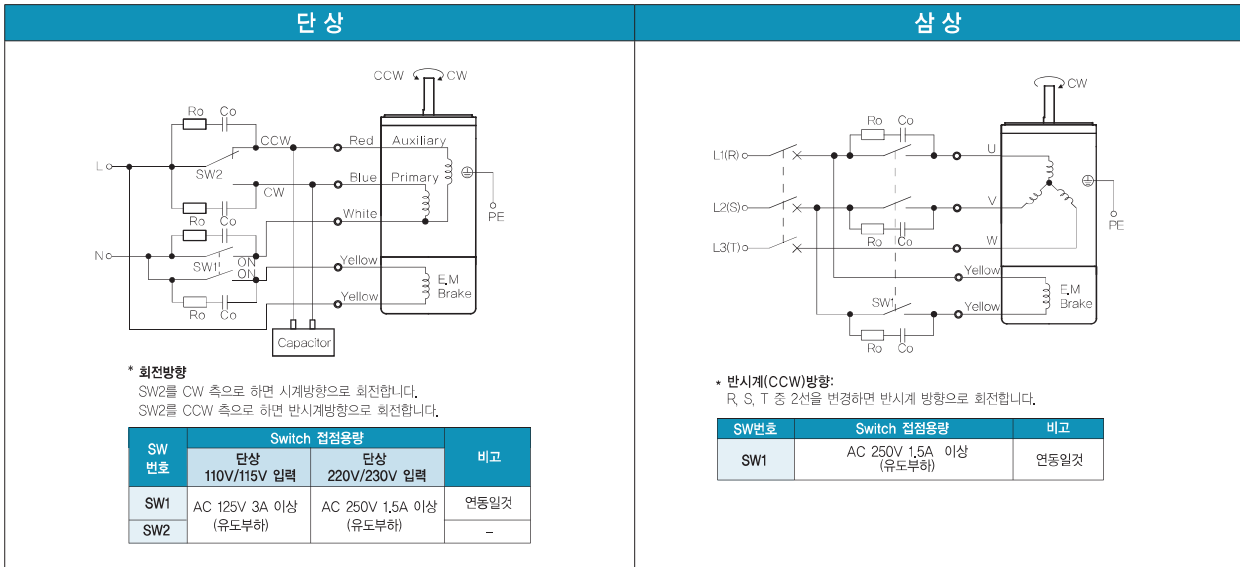 단 상
삼 상
CCW CW
Ro Co
CCW Red Auxiliary
L
SW2
Blue Primary
CW
Ro Co
White
PE
N
SW1 ON
ON
Yellow
Yellow
E.M
Brake
Ro Co
Capacitor
* 회전방향
SW2를 CW 측으로 하면 시계방향으로 회전합니다.
SW2를 CCW 측으로 하면 반시계방향으로 회전합니다.
SW
번호
Switch 접점용량
비고
단상
110V/115V 입력
단상
220V/230V 입력
SW1
AC 125V 3A 이상
(유도부하)
AC 250V 1.5A 이상
(유도부하)
연동일것
SW2
–
CW
Ro Co
L1(R) U
L2(S) V
Ro Co
PE
L3(T) W
Yellow
E.M
Brake
SW1 Yellow
Ro Co
* 반시계(CCW)방향:
R, S, T 중 2선을 변경하면 반시계 방향으로 회전합니다.
SW번호 Switch 접점용량 비고
SW1
AC 250V 1.5A 이상
(유도부하)
연동일것